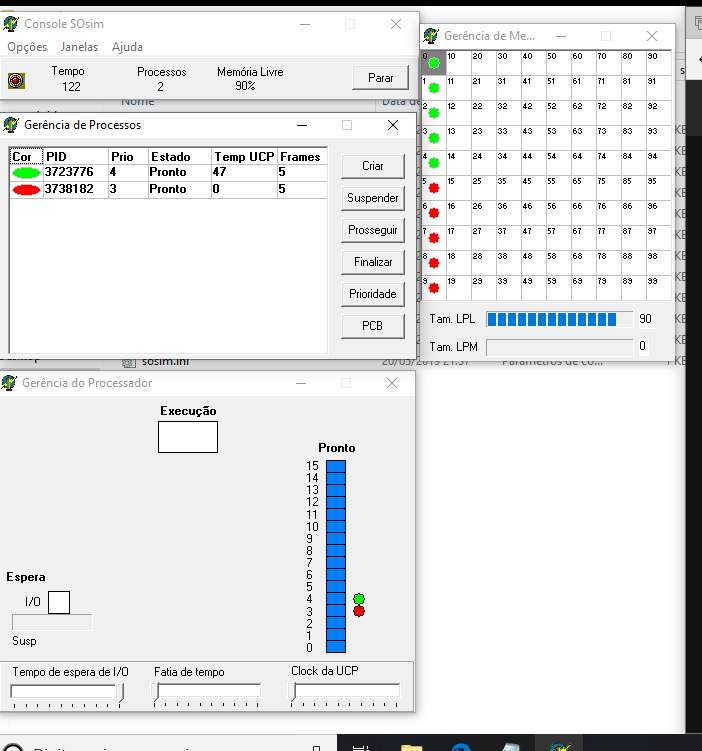 Console SOsim
Opções Janelas Ajuda
Tempo Processos Memória Livre
122 2 90%
Parar
Nome
Data de
Gerência de Processos
Cor PID Prio Estado Temp UCP Frames
3723776 4 Pronto 47 5
3738182 3 Pronto 0 5
Criar
Suspender
Prosseguir
Finalizar
Prioridade
PCB
Gerência de Me...
0 10 20 30 40 50 60 70 80 90
1 11 21 31 41 51 61 71 81 91
2 12 22 32 42 52 62 72 82 92
3 13 23 33 43 53 63 73 83 93
4 14 24 34 44 54 64 74 84 94
5 15 25 35 45 55 65 75 85 95
6 16 26 36 46 56 66 76 86 96
7 17 27 37 47 57 67 77 87 97
8 18 28 38 48 58 68 78 88 98
9 19 29 39 49 59 69 79 89 99
Tam. LPL 90
Tam. LPM 0
sosim.ini
Parâmetros de co...
Gerência do Processador
Execução
Pronto
15
14
13
12
11
10
9
8
7
6
5
4
3
2
1
0
Espera
I/O
Susp
Tempo de espera de I/O Fatia de tempo Clock da UCP